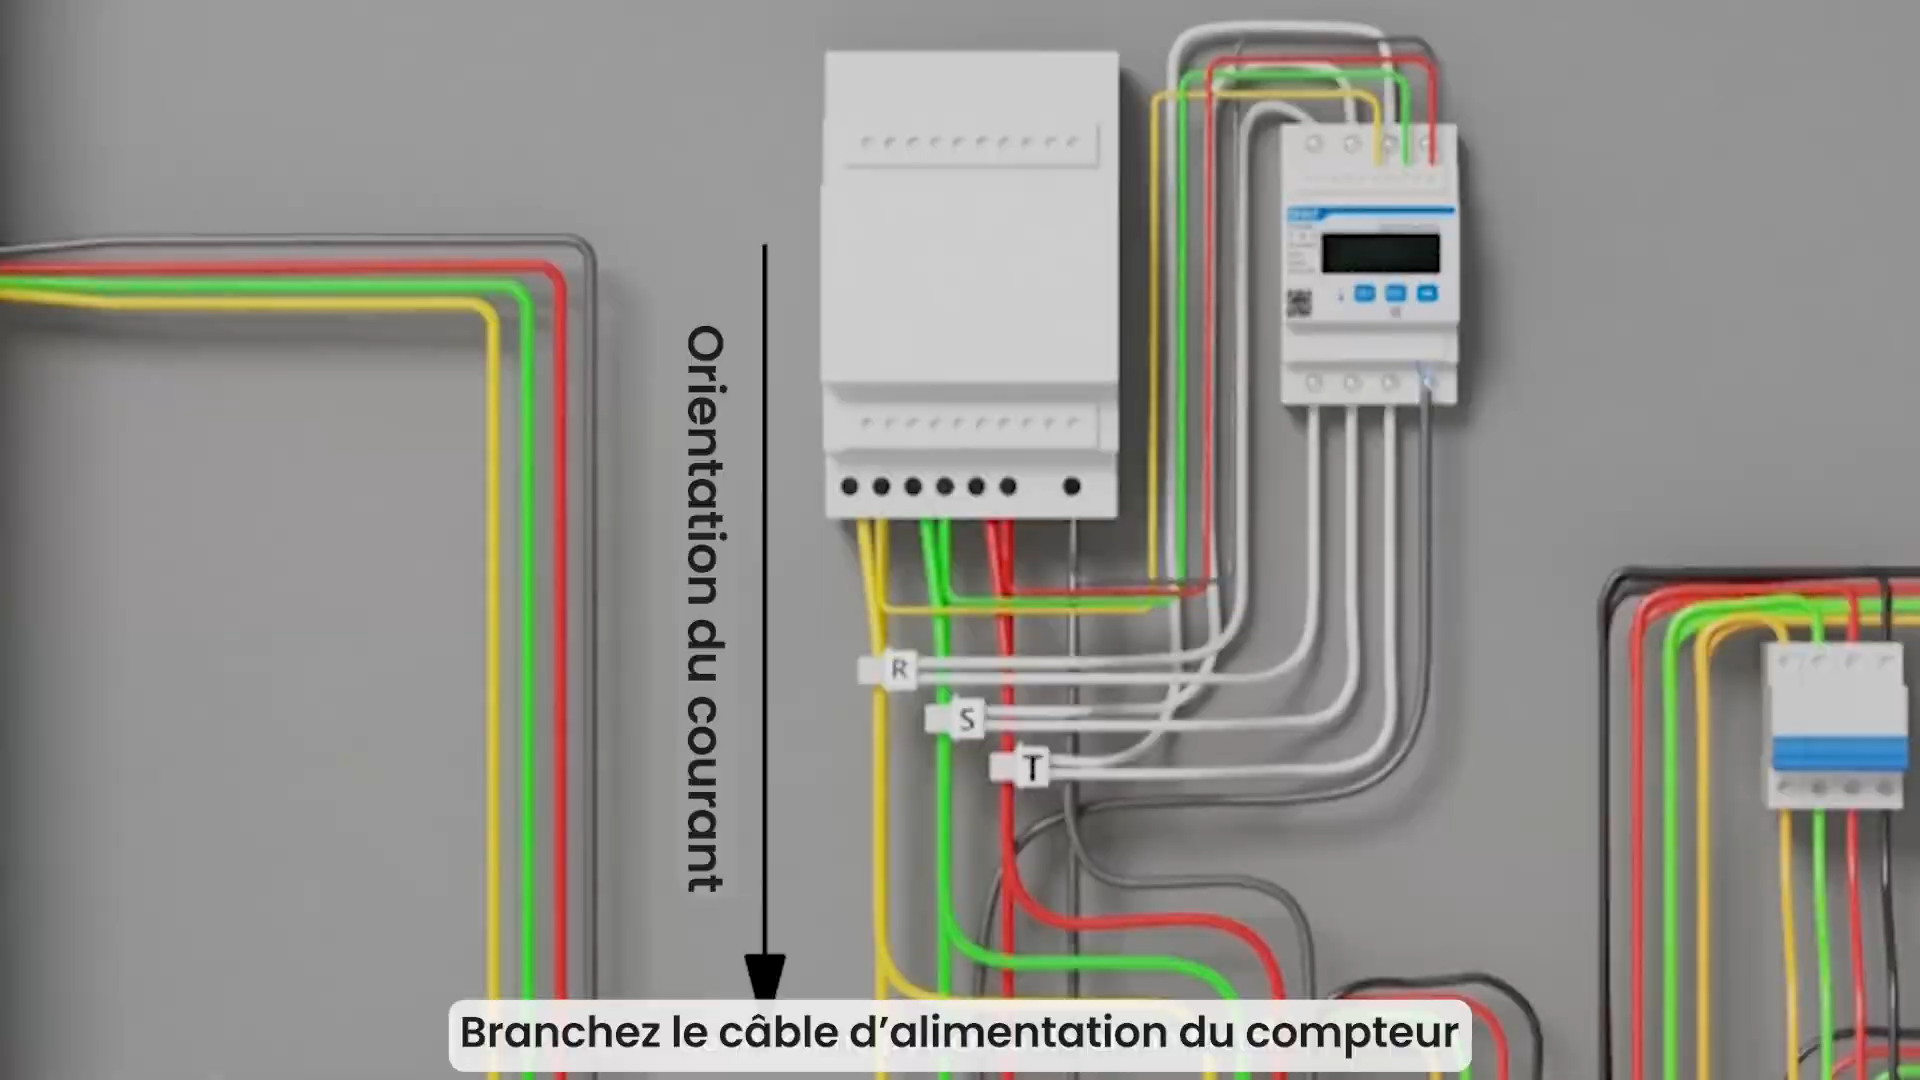 Orientation du courant
R
S
T
Branchez le câble d’alimentation du compteur